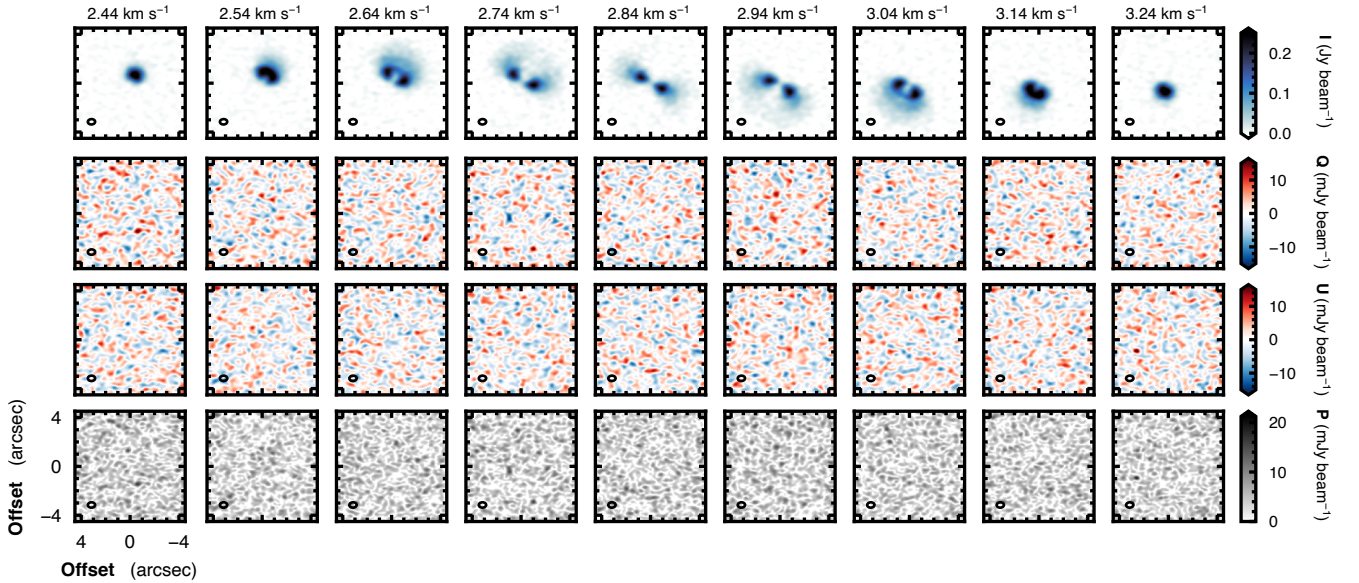 2.44 km s⁻¹ 2.54 km s⁻¹ 2.64 km s⁻¹ 2.74 km s⁻¹ 2.84 km s⁻¹ 2.94 km s⁻¹ 3.04 km s⁻¹ 3.14 km s⁻¹ 3.24 km s⁻¹
0.2
0.1
0.0
I (Jy beam⁻¹)
10
0
−10
Q (mJy beam⁻¹)
10
0
−10
U (mJy beam⁻¹)
20
10
0
P (mJy beam⁻¹)
4
0
−4
Offset (arcsec)
4 0 −4
Offset (arcsec)